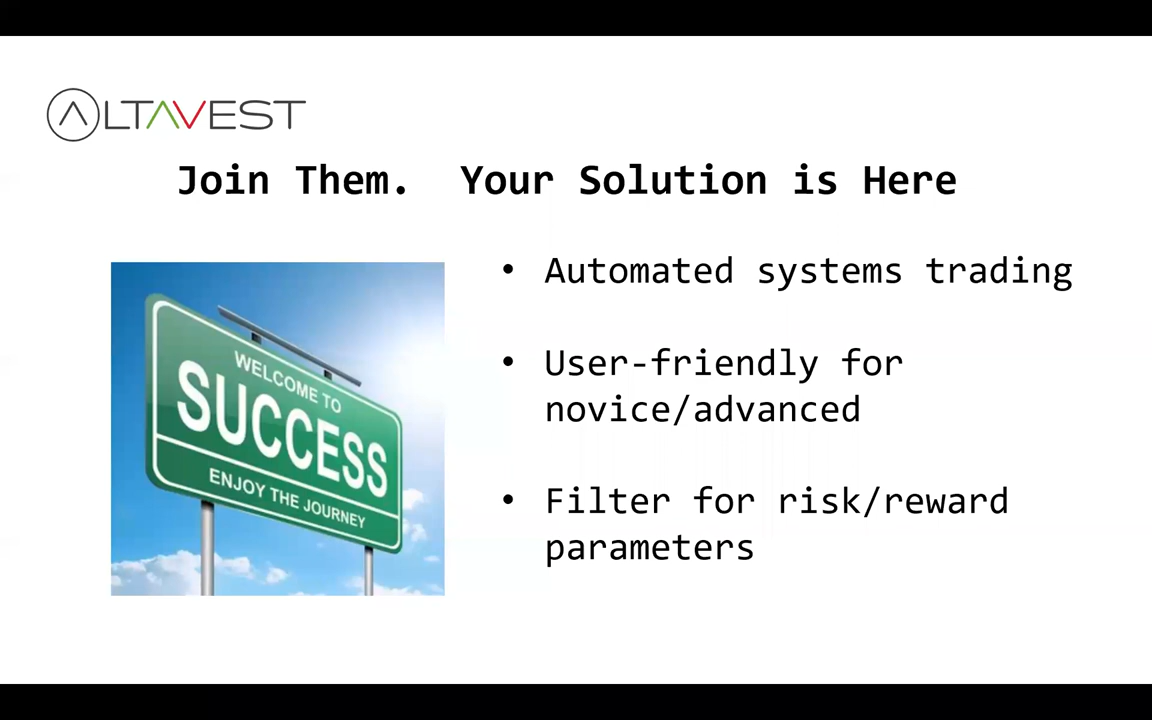 ALTAVEST
Join Them. Your Solution is Here
WELCOME TO
SUCCESS
ENJOY THE JOURNEY
• Automated systems trading
• User-friendly for
novice/advanced
• Filter for risk/reward
parameters